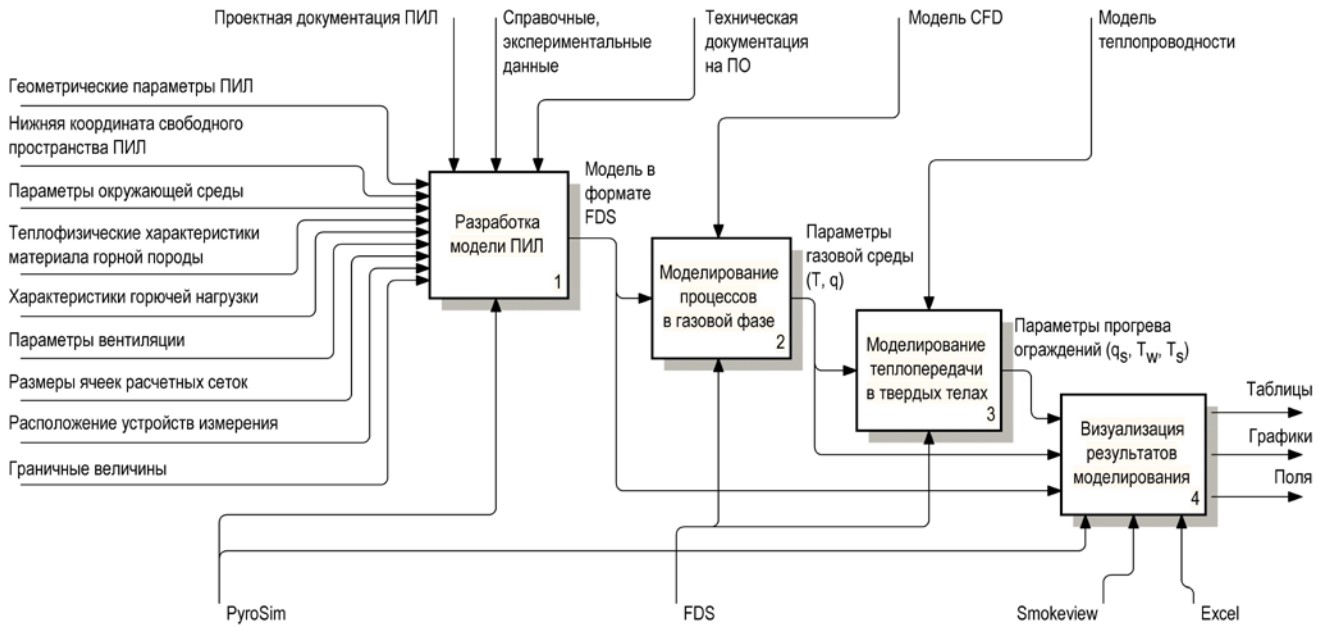 Проектная документация ПИЛ
Справочные,
экспериментальные
данные
Техническая
документация
на ПО
Модель CFD
Модель
теплопроводности
Геометрические параметры ПИЛ
Нижняя координата свободного
пространства ПИЛ
Параметры окружающей среды
Теплофизические характеристики
материала горной породы
Характеристики горючей нагрузки
Параметры вентиляции
Размеры ячеек расчетных сеток
Расположение устройств измерения
Граничные величины
Разработка
модели ПИЛ
1
Модель в
формате
FDS
Моделирование
процессов
в газовой фазе
2
Параметры
газовой среды
(T, q)
Моделирование
теплопередачи
в твердых телах
3
Параметры прогрева
ограждений (qs, Tw, Ts)
Визуализация
результатов
моделирования
4
Таблицы
Графики
Поля
PyroSim
FDS
Smokeview
Excel